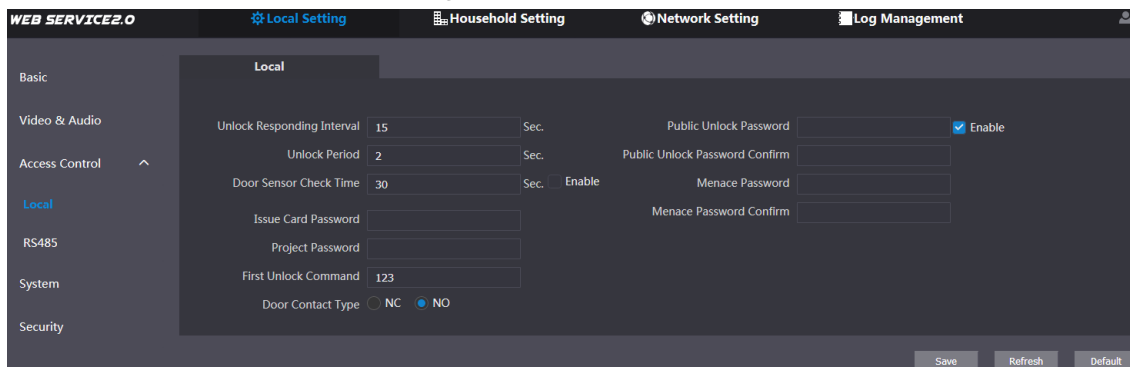 WEB SERVICE2.0 Local Setting Household Setting Network Setting Log Management
Basic
Video & Audio
Access Control
Local
RS485
System
Security
Local
Unlock Responding Interval 15 Sec.
Unlock Period 2 Sec.
Door Sensor Check Time 30 Sec. Enable
Issue Card Password
Project Password
First Unlock Command 123
Door Contact Type NC NO
Public Unlock Password Enable
Public Unlock Password Confirm
Menace Password
Menace Password Confirm
Save Refresh Default